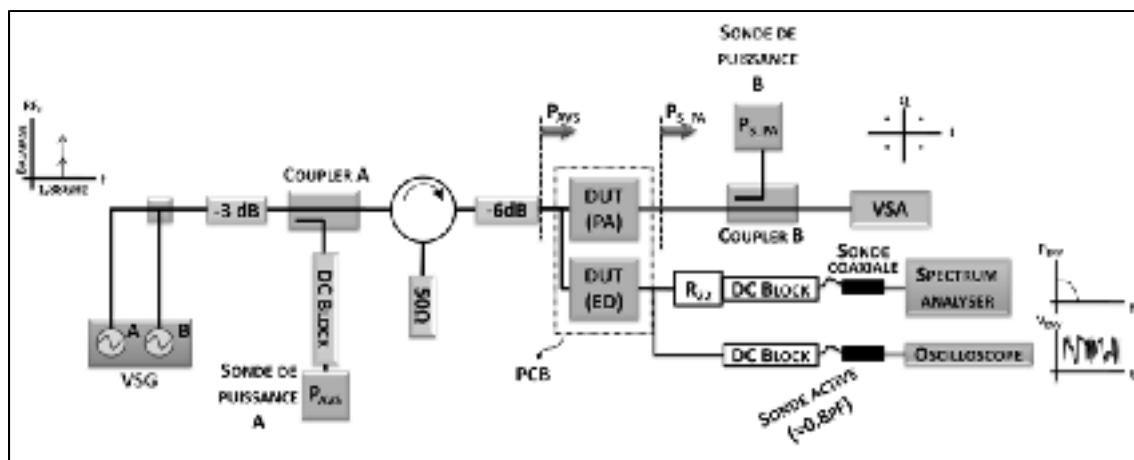 SONDE DE
PUISSANCE
B
P_AVS
P_S_PA
P_S_PA
Q
I
COUPLER A
-3 dB
-6dB
DUT
(PA)
COUPLER B
VSA
DC BLOCK
50Ω
DUT
(ED)
DC BLOCK
SONDE
COAXIALE
SPECTRUM
ANALYSER
A
B
VSG
SONDE DE
PUISSANCE
A
P_AVS
PCB
DC BLOCK
OSCILLOSCOPE
SONDE ACTIVE
(≈0,8pF)